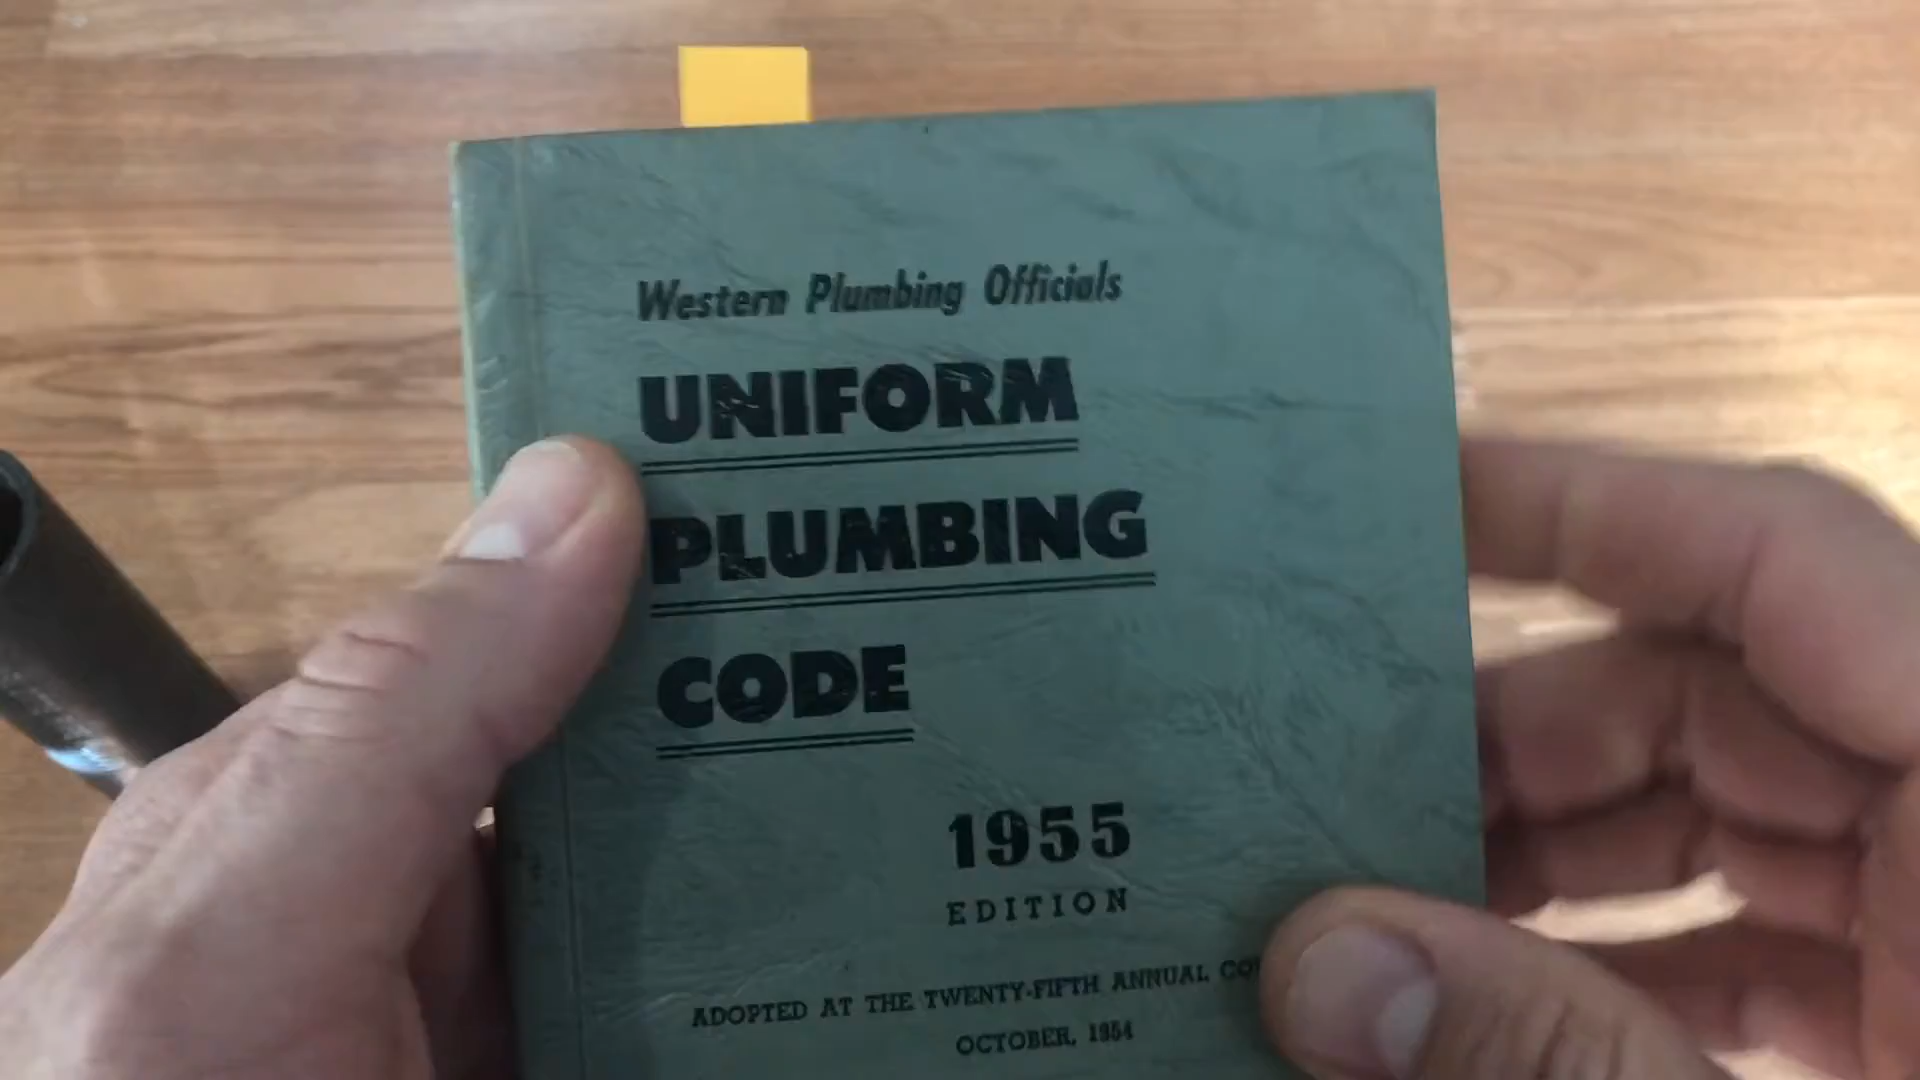 Western Plumbing Officials
UNIFORM
PLUMBING
CODE
1955
EDITION
ADOPTED AT THE TWENTY-FIFTH ANNUAL
OCTOBER, 1954